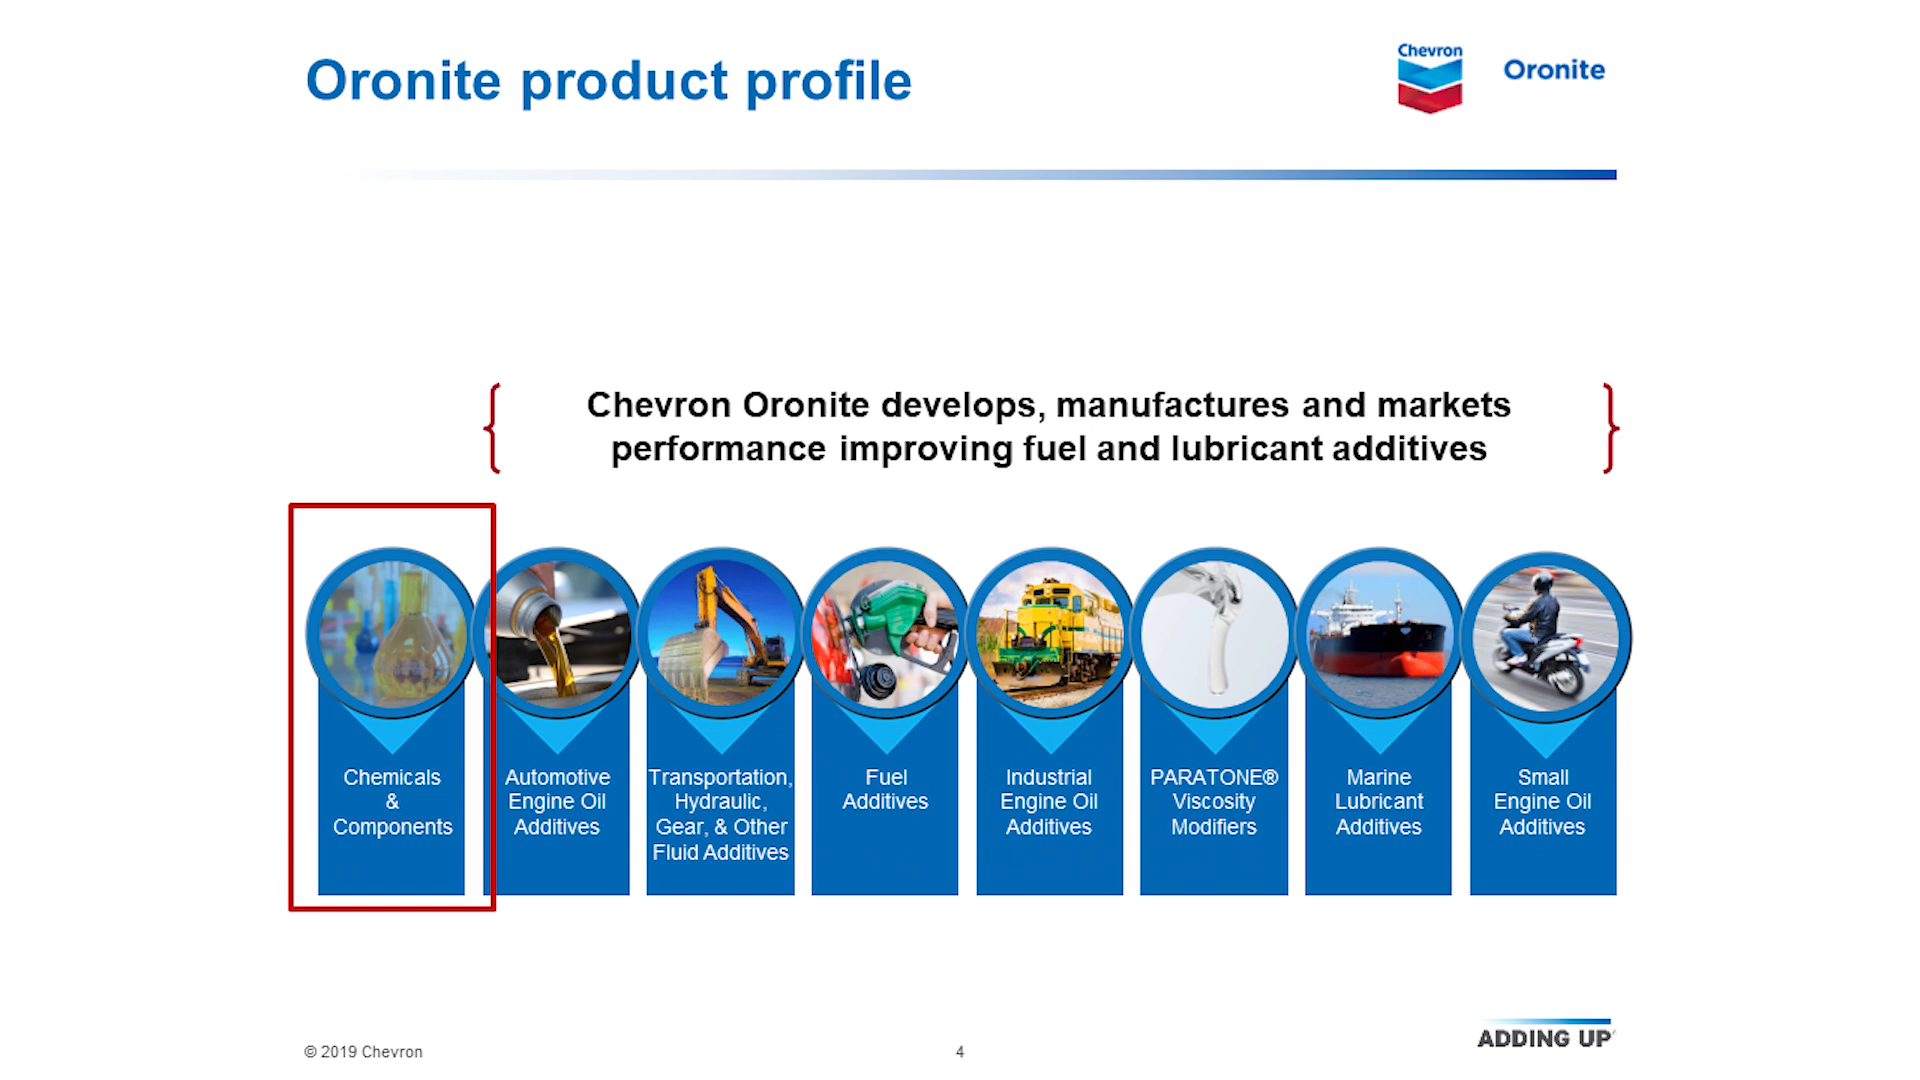 Oronite product profile
Chevron
Oronite
Chevron Oronite develops, manufactures and markets
performance improving fuel and lubricant additives
Chemicals
&
Components
Automotive
Engine Oil
Additives
Transportation,
Hydraulic,
Gear, & Other
Fluid Additives
Fuel
Additives
Industrial
Engine Oil
Additives
PARATONE®
Viscosity
Modifiers
Marine
Lubricant
Additives
Small
Engine Oil
Additives
© 2019 Chevron
4
ADDING UP